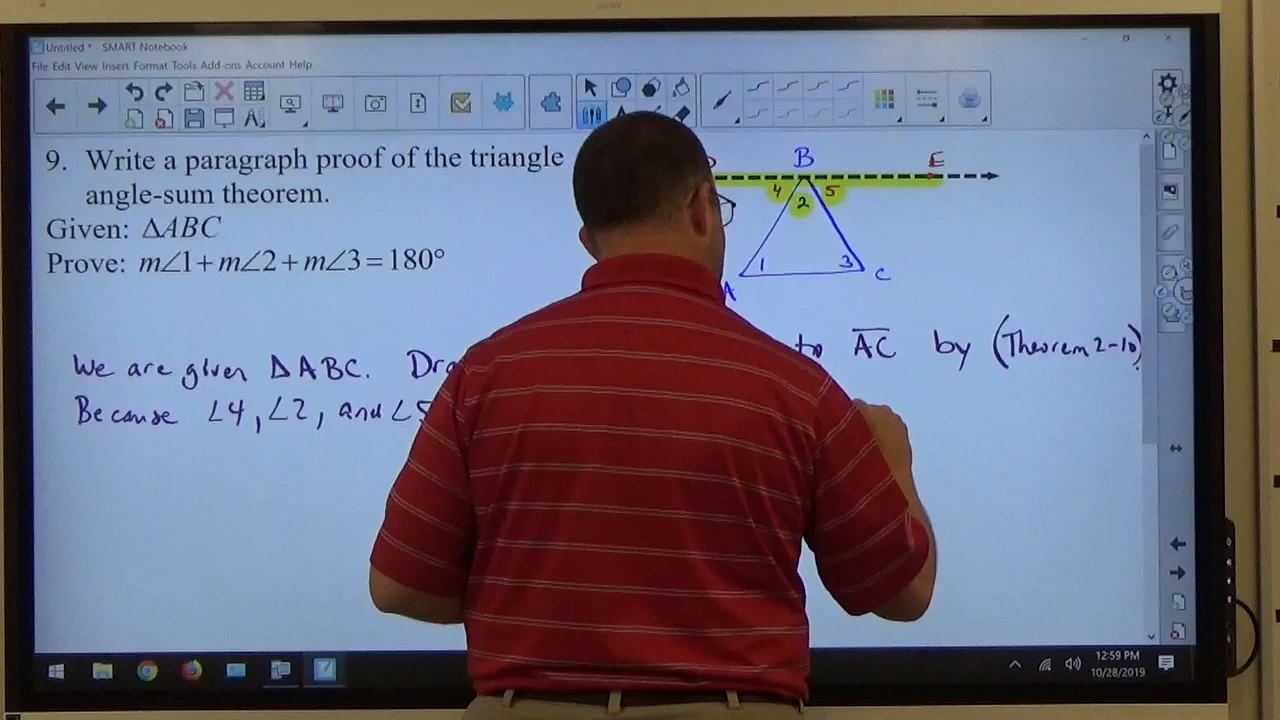 Untitled * - SMART Notebook
File Edit View Insert Format Tools Add-ons Account Help
9. Write a paragraph proof of the triangle
angle-sum theorem.
Given: ΔABC
Prove: m∠1+m∠2+m∠3=180°
B E
4 2 5
1 3
A C
We are given ΔABC. to AC by (Theorem 2-10).
Because ∠4, ∠2, and
12:59 PM
10/28/2019